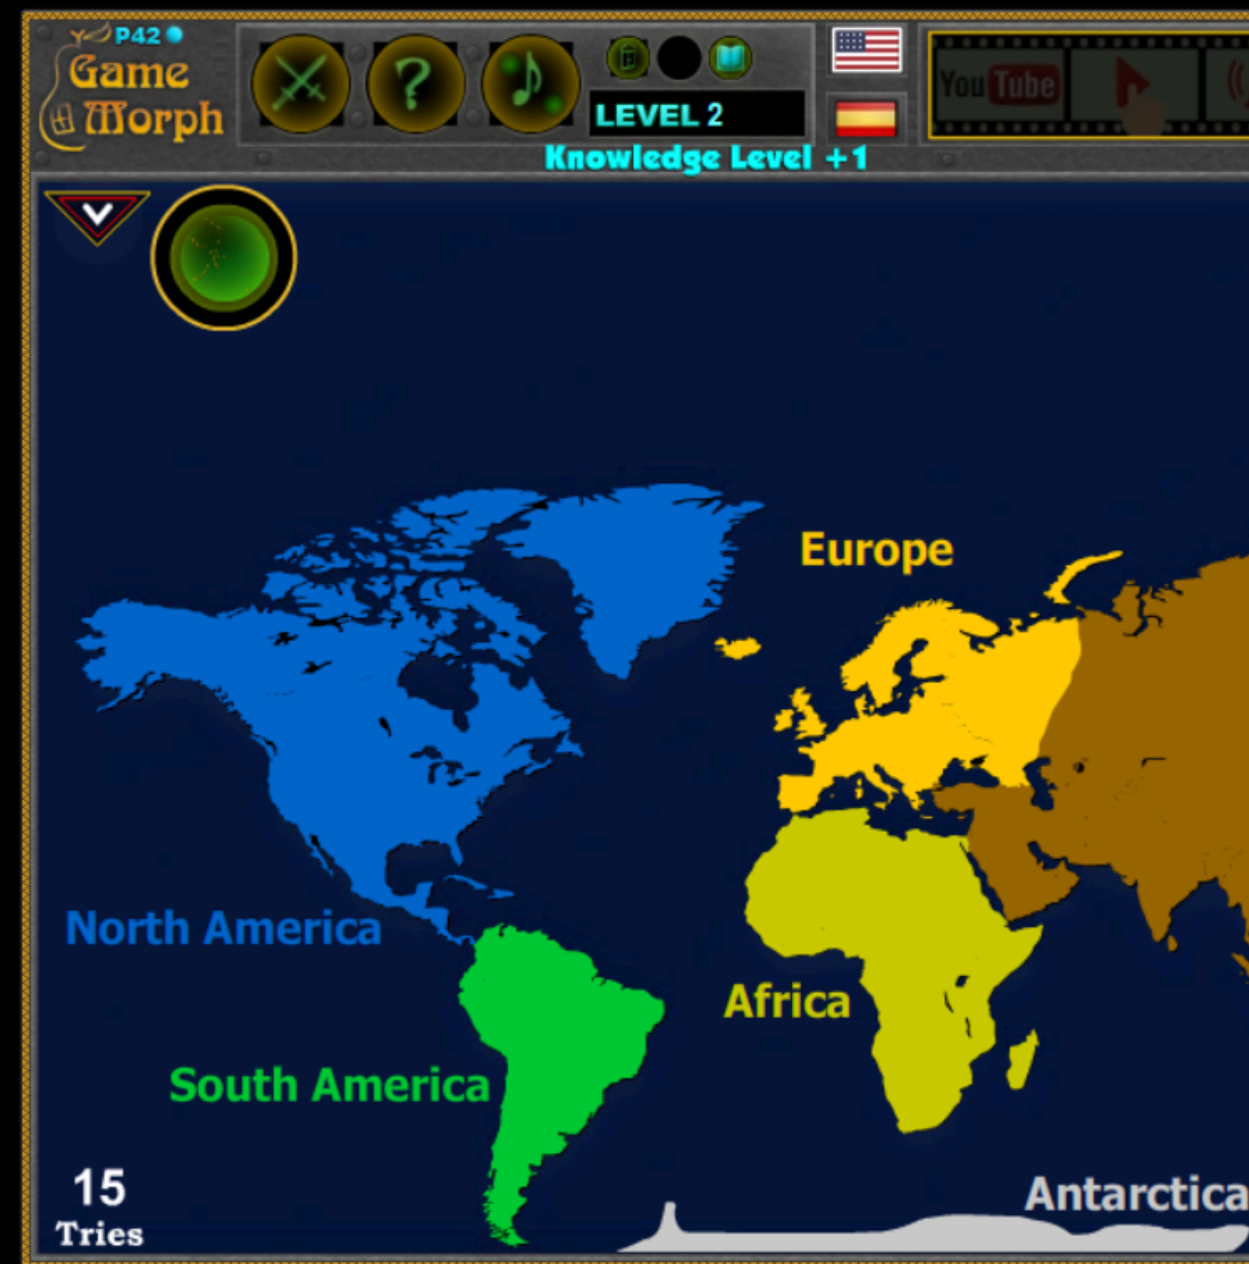 P42
Game
Morph
LEVEL 2
YouTube
Knowledge Level +1
Europe
North America
Africa
South America
15
Tries
Antarctica